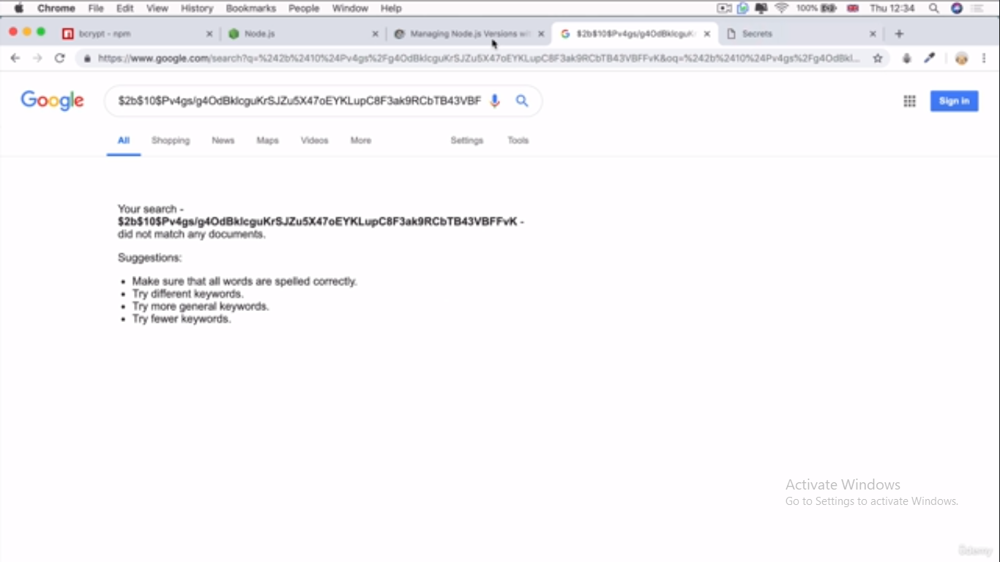 Chrome File Edit View History Bookmarks People Window Help 100% Thu 12:34
bcrypt - npm Node.js Managing Node.js Versions wit $2b$10$Pv4gs/g4OdBklcguK Secrets
https://www.google.com/search?q=%242b%2410%24Pv4gs%2Fg4OdBklcguKrSJZu5X47oEYKLupC8F3ak9RCbTB43VBFFvK&oq=%242b%2410%24Pv4gs%2Fg4OdBkl...
Google $2b$10$Pv4gs/g4OdBklcguKrSJZu5X47oEYKLupC8F3ak9RCbTB43VBF Sign in
All Shopping News Maps Videos More Settings Tools
Your search -
$2b$10$Pv4gs/g4OdBklcguKrSJZu5X47oEYKLupC8F3ak9RCbTB43VBFFvK -
did not match any documents.
Suggestions:
• Make sure that all words are spelled correctly.
• Try different keywords.
• Try more general keywords.
• Try fewer keywords.
Activate Windows
Go to Settings to activate Windows.
Udemy